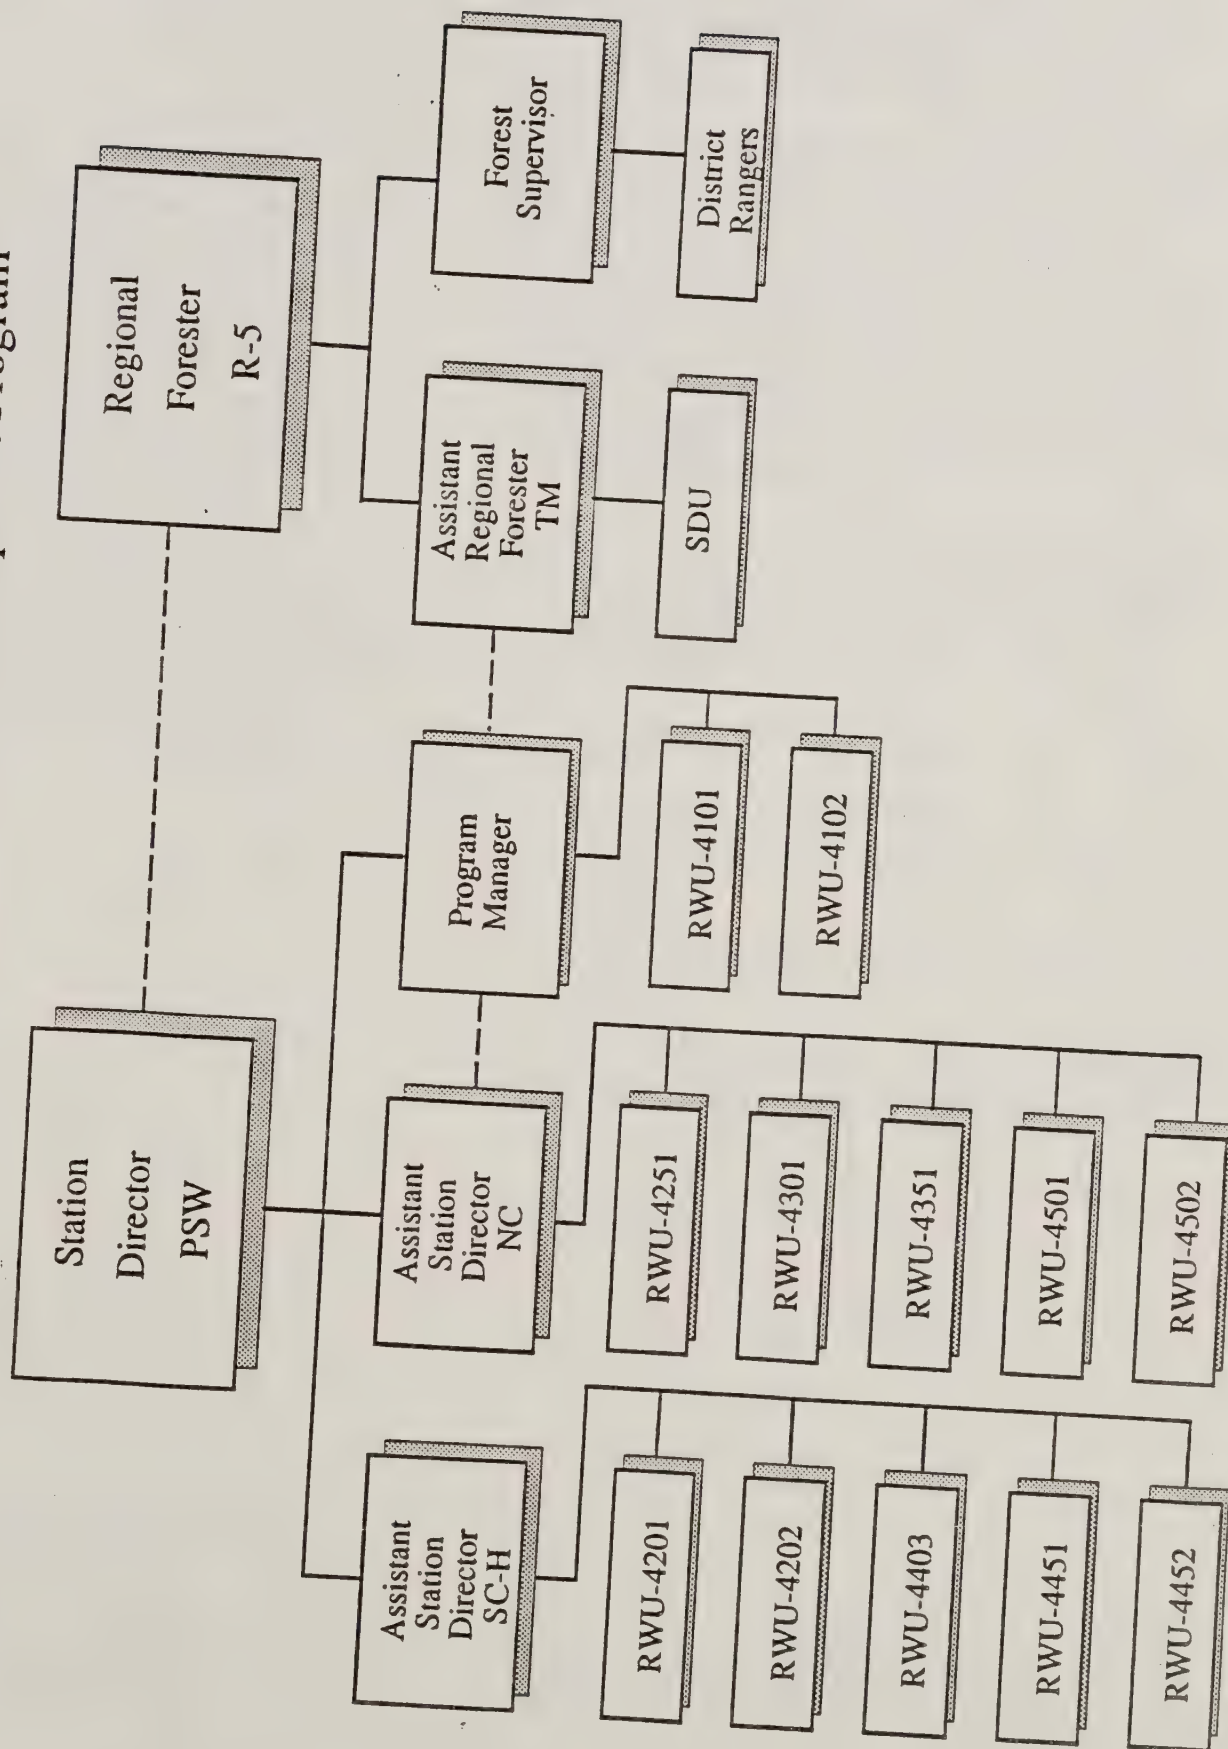 Program
Station
Director
PSW
Regional
Forester
R-5
Assistant
Station
Director
SC-H
Assistant
Station
Director
NC
Program
Manager
Assistant
Regional
Forester
TM
Forest
Supervisor
RWU-4201
RWU-4202
RWU-4403
RWU-4451
RWU-4452
RWU-4251
RWU-4301
RWU-4351
RWU-4501
RWU-4502
RWU-4101
RWU-4102
SDU
District
Rangers